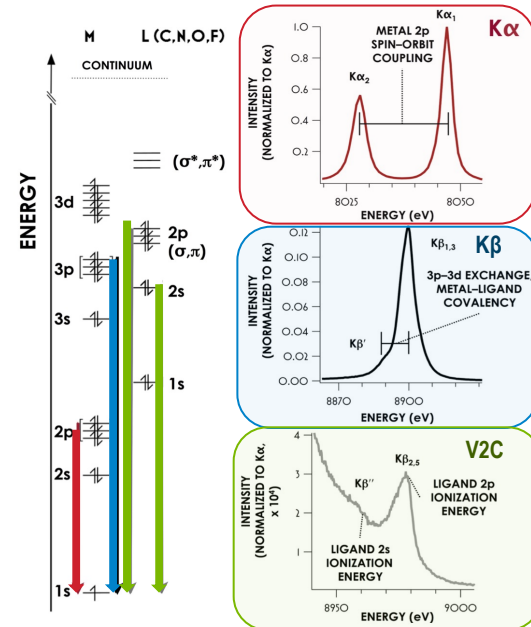 M
L (C,N,O,F)
CONTINUUM
ENERGY
(σ*,π*)
3d
2p
(σ,π)
3p
2s
3s
1s
2p
2s
1s
Kα
Kα₁
METAL 2p
SPIN–ORBIT
COUPLING
Kα₂
INTENSITY
(NORMALIZED TO Kα)
1.0
0.8
0.6
0.4
0.2
8025
8050
ENERGY (eV)
Kβ
Kβ₁,₃
3p–3d EXCHANGE,
METAL–LIGAND
COVALENCY
Kβ'
INTENSITY
(NORMALIZED TO Kα)
0.12
0.10
0.08
0.06
0.04
0.02
0.00
8870
8900
ENERGY (eV)
V2C
Kβ₂,₅
Kβ''
LIGAND 2p
IONIZATION
ENERGY
LIGAND 2s
IONIZATION
ENERGY
INTENSITY
(NORMALIZED TO Kα,
x 10⁴)
4
3
2
1
8950
9000
ENERGY (eV)